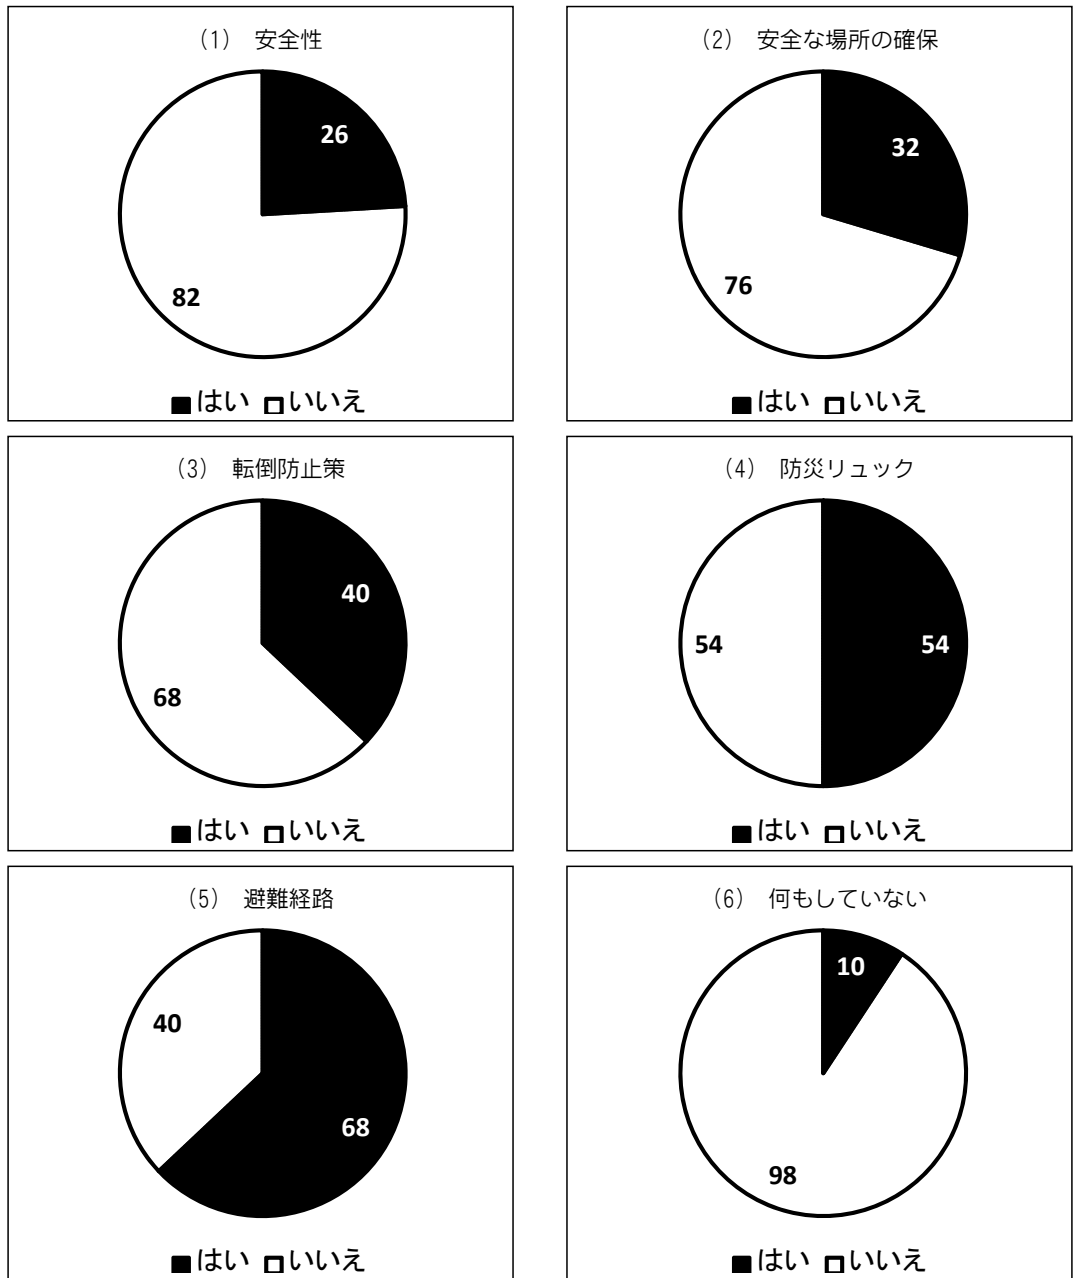 (1) 安全性
26
82
■はい □いいえ
(2) 安全な場所の確保
32
76
■はい □いいえ
(3) 転倒防止策
40
68
■はい □いいえ
(4) 防災リュック
54
54
■はい □いいえ
(5) 避難経路
40
68
■はい □いいえ
(6) 何もしていない
10
98
■はい □いいえ